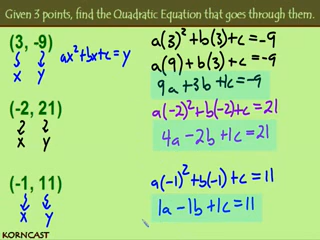 Given 3 points, find the Quadratic Equation that goes through them.
(3, -9)
x y
ax²+bx+c=y
a(3)²+b(3)+c=-9
a(9)+b(3)+c=-9
9a+3b+1c=-9
(-2, 21)
x y
a(-2)²+b(-2)+c=21
4a-2b+1c=21
(-1, 11)
x y
a(-1)²+b(-1)+c=11
1a-1b+1c=11
KORNCAST